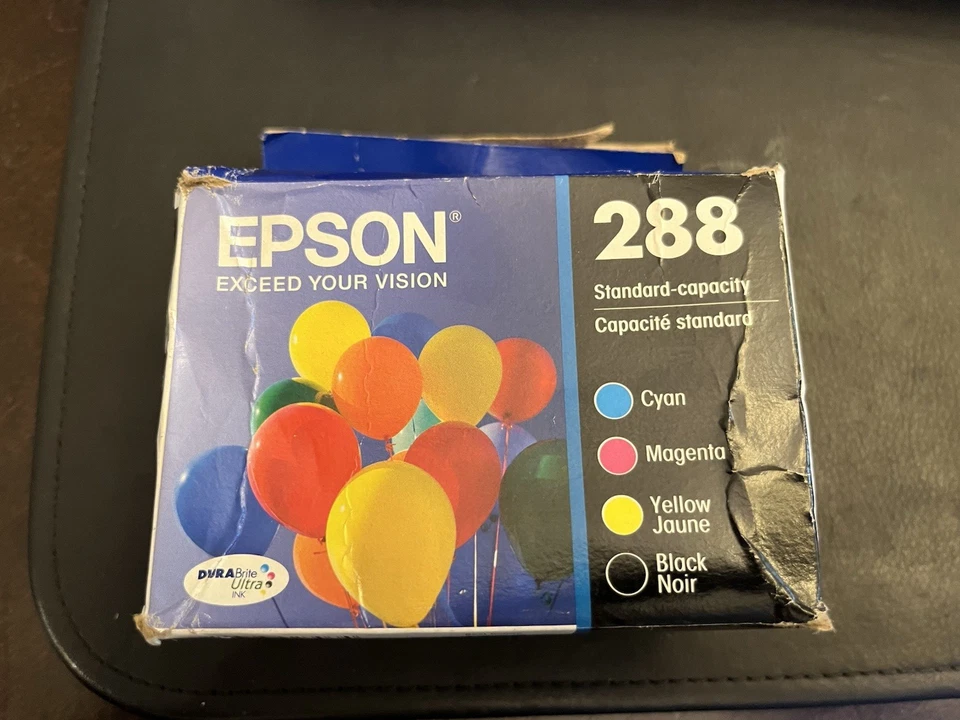 EPSON®
EXCEED YOUR VISION
288
Standard-capacity
Capacité standard
Cyan
Magenta
Yellow
Jaune
Black
Noir
DURABrite
Ultra
INK